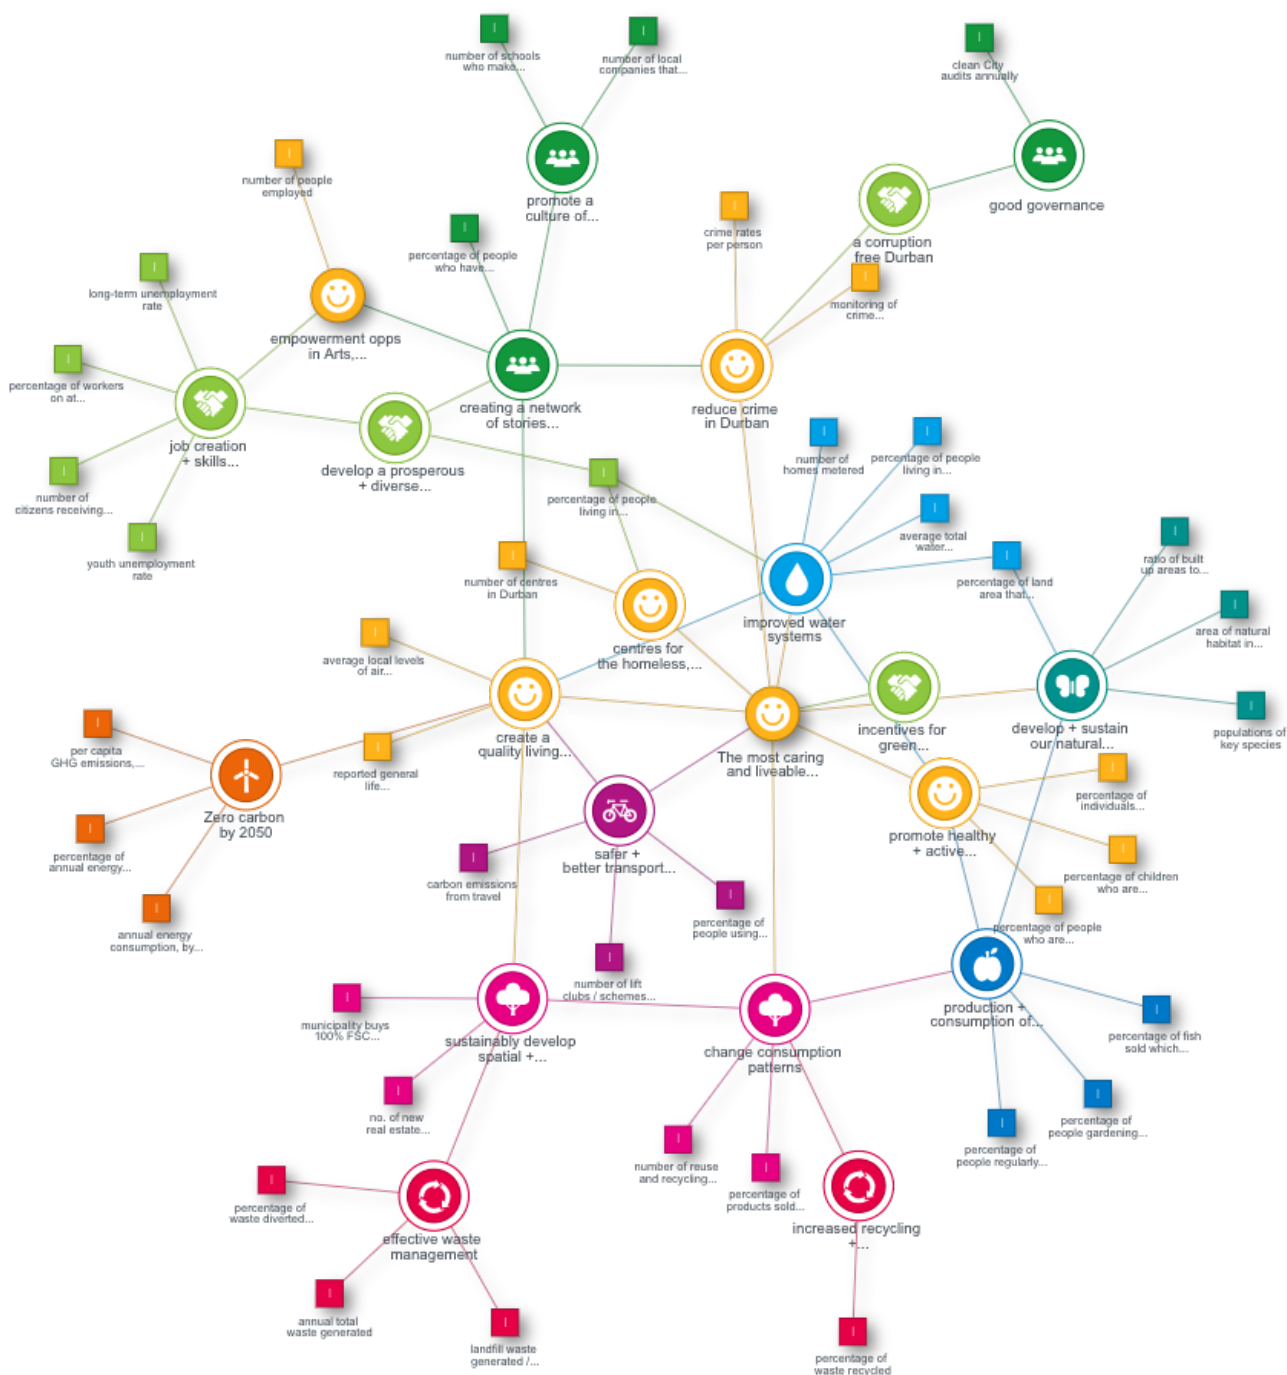 number of schools
who make...
number of local
companies that...
clean City
audits annually
number of people
employed
promote a
culture of...
good governance
crime rates
per person
a corruption
free Durban
percentage of people
who have...
long-term unemployment
rate
monitoring of
crime...
empowerment opps
in Arts,...
percentage of workers
on at...
creating a network
of stories...
reduce crime
in Durban
job creation
+ skills...
develop a prosperous
+ diverse...
number of
homes metered
percentage of people
living in...
number of
citizens receiving...
percentage of people
living in...
average total
water...
youth unemployment
rate
number of centres
in Durban
percentage of land
area that...
ratio of built
up areas to...
improved water
systems
area of natural
habitat in...
centres for
the homeless,...
average local levels
of air...
create a
quality living...
The most caring
and liveable...
incentives for
green...
develop + sustain
our natural...
populations of
key species
per capita
GHG emissions,...
reported general
life...
Zero carbon
by 2050
percentage of
individuals...
promote healthy
+ active...
safer +
better transport...
percentage of
annual energy...
carbon emissions
from travel
percentage of children
who are...
percentage of
people using...
percentage of people
who are...
annual energy
consumption, by...
number of lift
clubs / schemes...
production +
consumption of...
municipality buys
100% FSC...
sustainably develop
spatial +...
change consumption
patterns
percentage of fish
sold which...
no. of new
real estate...
percentage of
people gardening...
percentage of
people regularly...
number of reuse
and recycling...
percentage of
products sold...
percentage of
waste diverted...
effective waste
management
increased recycling
+...
annual total
waste generated
landfill waste
generated /...
percentage of
waste recycled